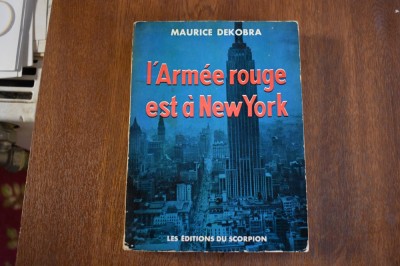 MAURICE DEKOBRA
l'Armée rouge
est à New York
LES ÉDITIONS DU SCORPION